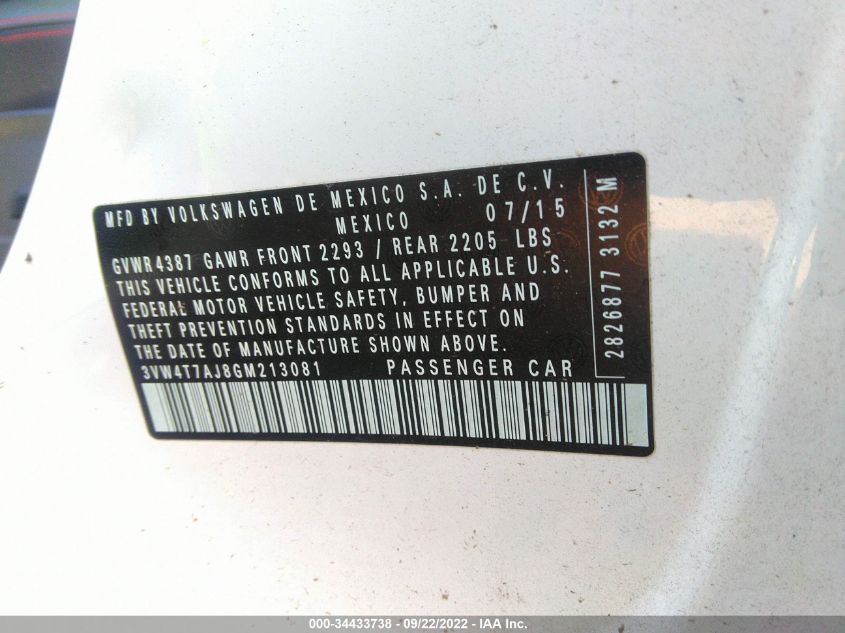 MFD BY VOLKSWAGEN DE MEXICO S.A. DE C.V.
MEXICO 07/15
GVWR 4387 GAWR FRONT 2293 / REAR 2205 LBS
THIS VEHICLE CONFORMS TO ALL APPLICABLE U.S.
FEDERAL MOTOR VEHICLE SAFETY, BUMPER AND
THEFT PREVENTION STANDARDS IN EFFECT ON
THE DATE OF MANUFACTURE SHOWN ABOVE.
3VW4T7AJ8GM213081 PASSENGER CAR
2826877 3132 M
000-34433738 - 09/22/2022 - IAA Inc.